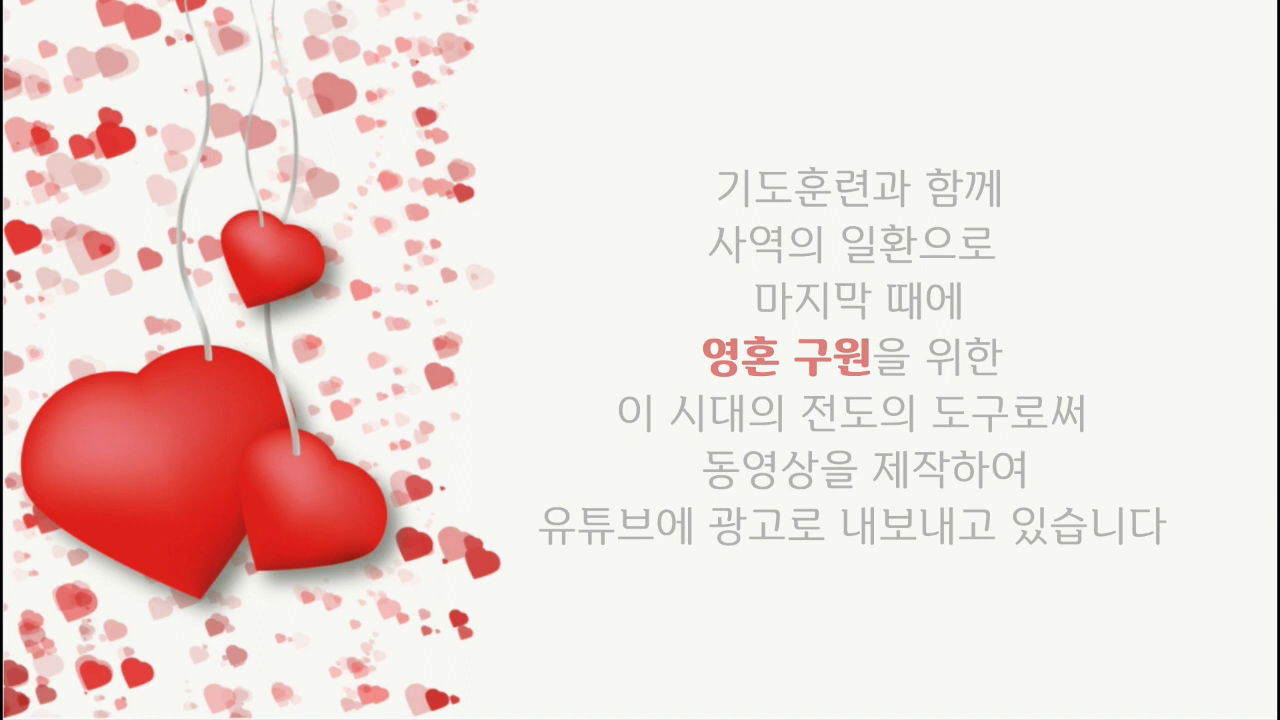 기도훈련과 함께
사역의 일환으로
마지막 때에
영혼 구원을 위한
이 시대의 전도의 도구로써
동영상을 제작하여
유튜브에 광고로 내보내고 있습니다